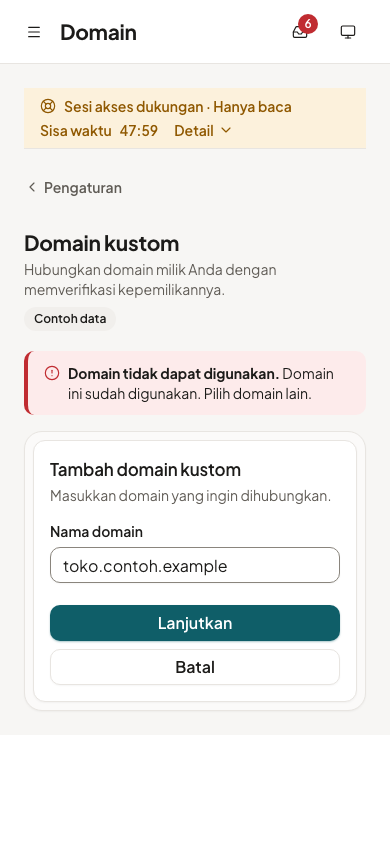 Domain
6
Sesi akses dukungan · Hanya baca
Sisa waktu 47:59 Detail
Pengaturan
Domain kustom
Hubungkan domain milik Anda dengan
memverifikasi kepemilikannya.
Contoh data
Domain tidak dapat digunakan. Domain
ini sudah digunakan. Pilih domain lain.
Tambah domain kustom
Masukkan domain yang ingin dihubungkan.
Nama domain
toko.contoh.example
Lanjutkan
Batal